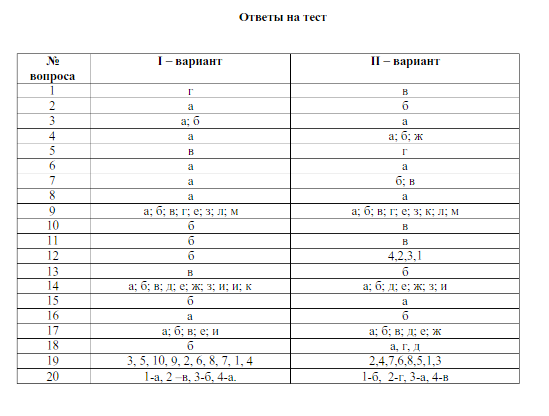 Ответы на тест
№ вопроса I – вариант II – вариант
1 г в
2 а б
3 а; б а
4 а а; б; ж
5 в г
6 а а
7 а б; в
8 а а
9 а; б; в; г; е; з; л; м а; б; в; г; е; з; к; л; м
10 б в
11 б в
12 б 4,2,3,1
13 в б
14 а; б; в; д; е; ж; з; и; и; к а; б; д; е; ж; з; и
15 б а
16 а б
17 а; б; в; е; и а; б; в; д; е; ж
18 б а, г, д
19 3, 5, 10, 9, 2, 6, 8, 7, 1, 4 2,4,7,6,8,5,1,3
20 1-а, 2 –в, 3-б, 4-а. 1-б, 2-г, 3-а, 4-в